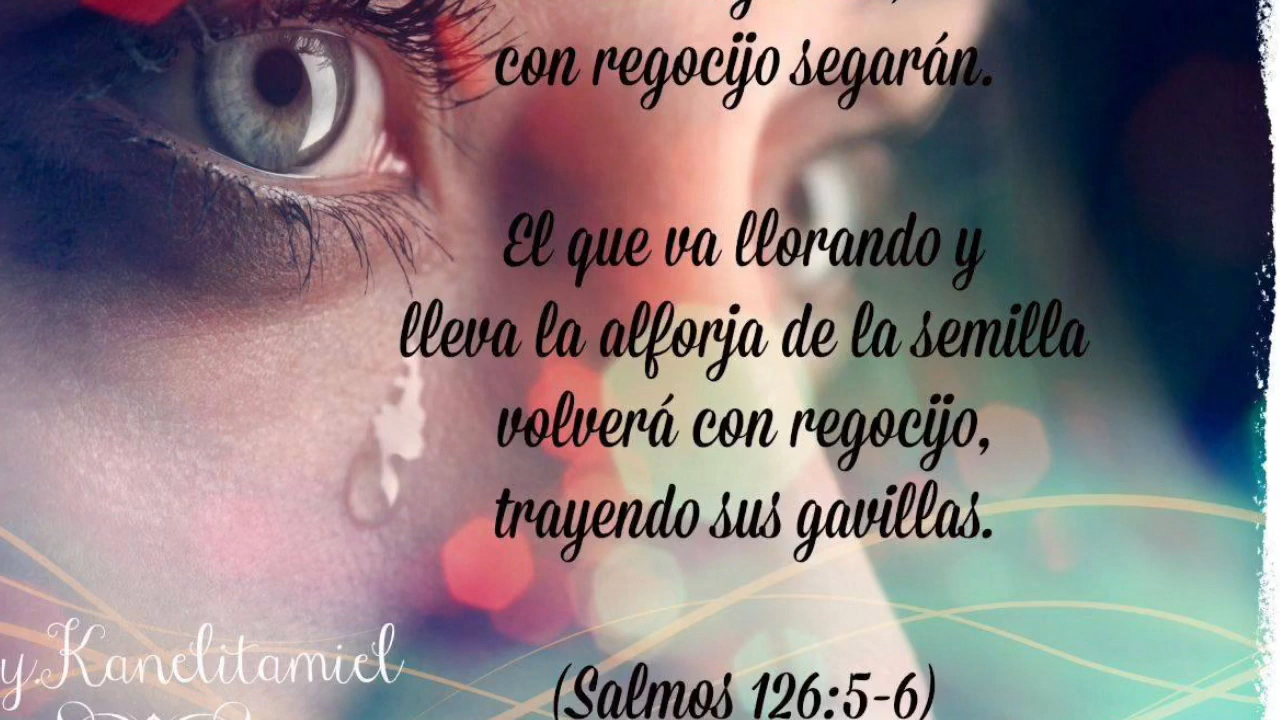 con regocijo segarán.
El que va llorando y
lleva la alforja de la semilla
volverá con regocijo,
trayendo sus gavillas.
y.Kanelitamiel
(Salmos 126:5-6)